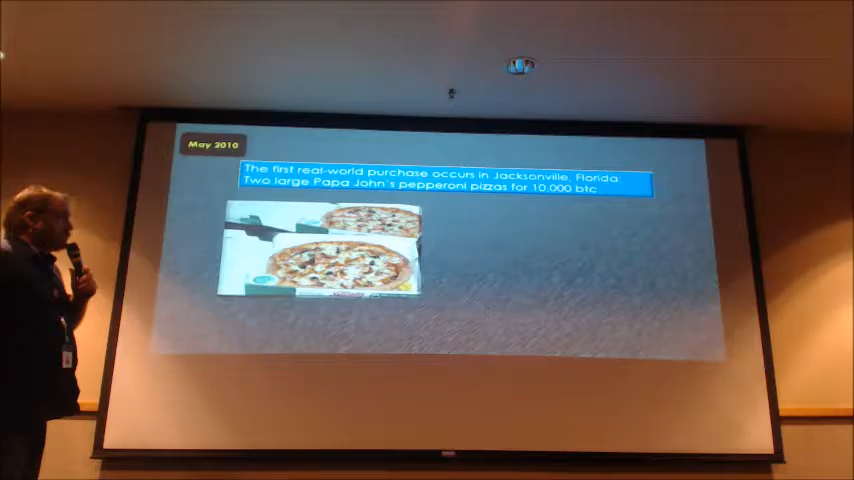 May 2010
The first real-world purchase occurs in Jacksonville, Florida:
Two large Papa John's pepperoni pizzas for 10,000 btc